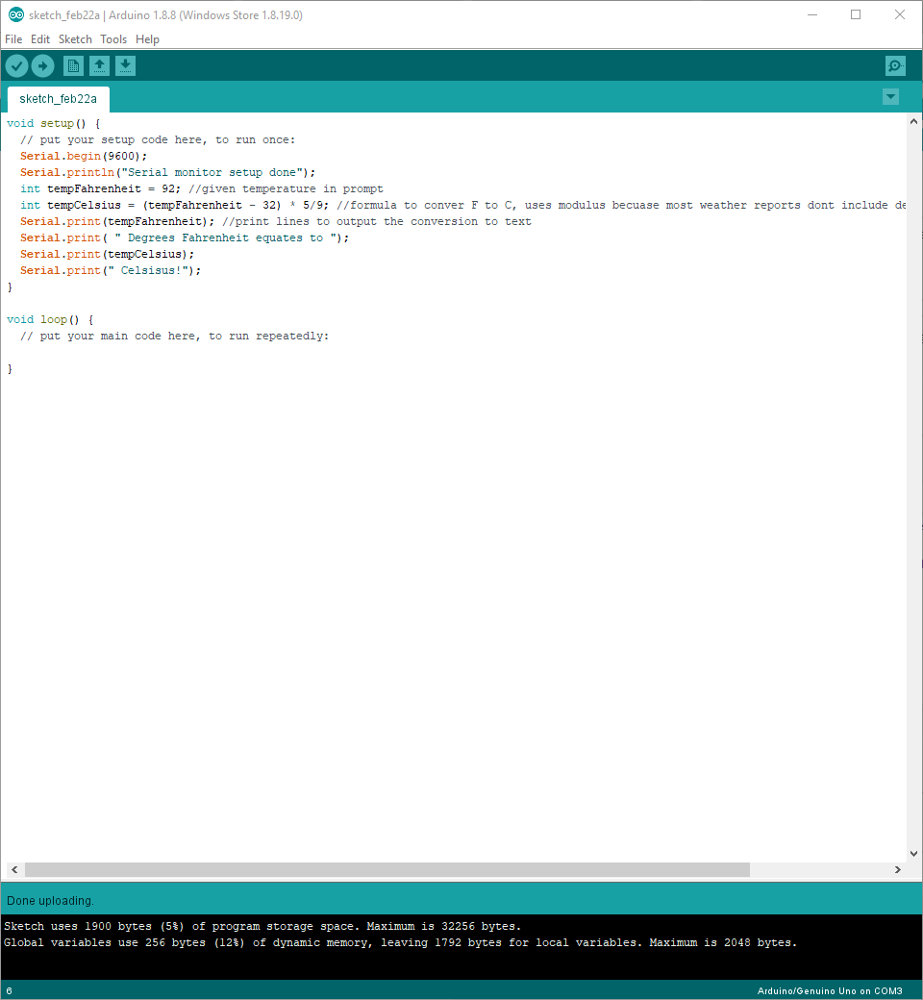 sketch_feb22a | Arduino 1.8.8 (Windows Store 1.8.19.0)
File Edit Sketch Tools Help
sketch_feb22a
void setup() {
  // put your setup code here, to run once:
  Serial.begin(9600);
  Serial.println("Serial monitor setup done");
  int tempFahrenheit = 92; //given temperature in prompt
  int tempCelsius = (tempFahrenheit - 32) * 5/9; //formula to conver F to C, uses modulus becuase most weather reports dont include de
  Serial.print(tempFahrenheit); //print lines to output the conversion to text
  Serial.print( " Degrees Fahrenheit equates to ");
  Serial.print(tempCelsius);
  Serial.print(" Celsisus!");
}
void loop() {
  // put your main code here, to run repeatedly:
}
Done uploading.
Sketch uses 1900 bytes (5%) of program storage space. Maximum is 32256 bytes.
Global variables use 256 bytes (12%) of dynamic memory, leaving 1792 bytes for local variables. Maximum is 2048 bytes.
6 Arduino/Genuino Uno on COM3